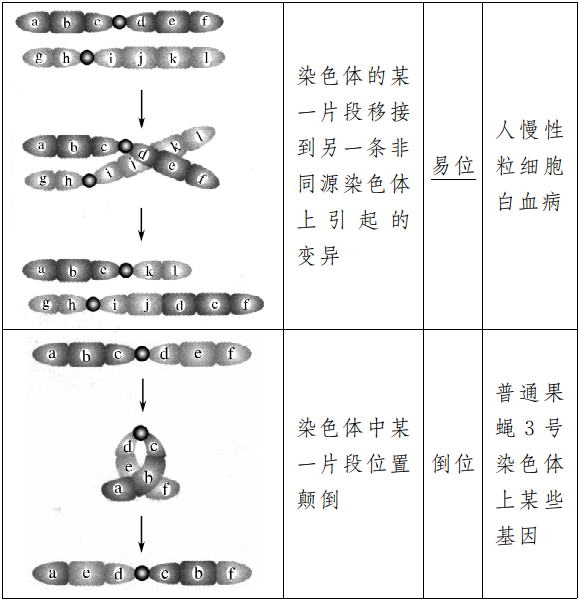 a b c d e f
g h i j k l
a b c d e f
g h i j k l
a b c k l
g h i j d c f
染色体的某
一片段移接
到另一条非
同源染色体
上引起的
变异
易位
人慢性
粒细胞
白血病
a b c d e f
d c
e b
a f
a e d c b f
染色体中某
一片段位置
颠倒
倒位
普通果
蝇3号
染色体
上某些
基因